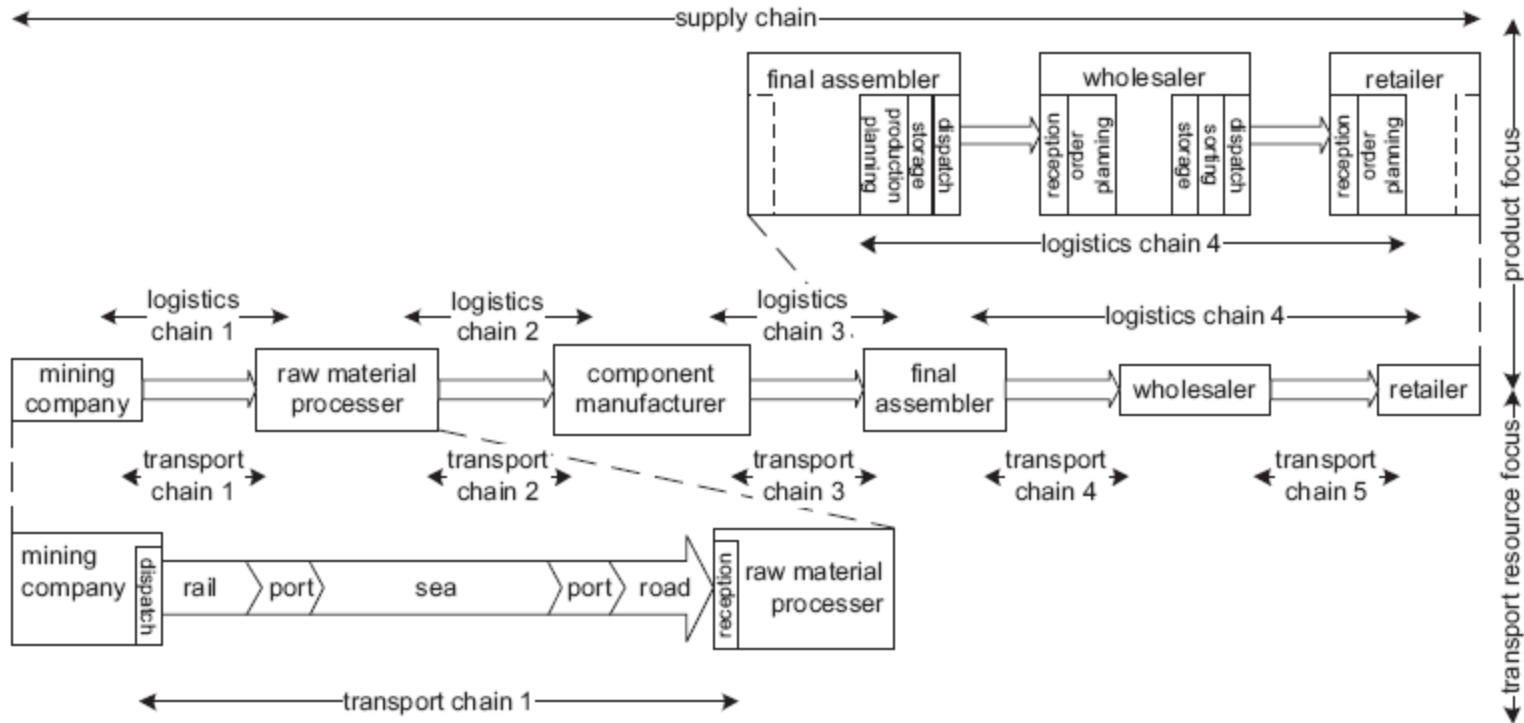 supply chain
final assembler
wholesaler
retailer
production
planning
storage
dispatch
reception
order
planning
storage
sorting
dispatch
reception
order
planning
product focus
logistics chain 4
logistics
chain 1
logistics
chain 2
logistics
chain 3
logistics chain 4
mining
company
raw material
processer
component
manufacturer
final
assembler
wholesaler
retailer
transport
chain 1
transport
chain 2
transport
chain 3
transport
chain 4
transport
chain 5
transport resource focus
mining
company
dispatch
rail
port
sea
port
road
reception
raw material
processer
transport chain 1